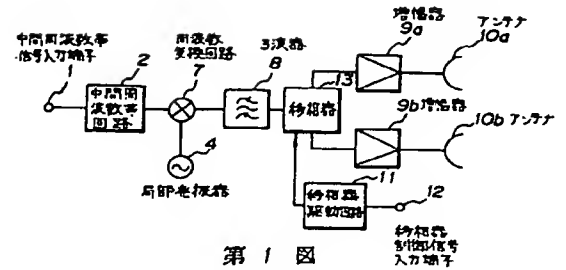 中間周波数帯
信号入力端子
1
2
中間周
波数帯
回路
周波数
変換回路
7
4
局部発振器
ろ波器
8
13
移相器
増幅器
9a
アンテナ
10a
9b 増幅器
10b アンテナ
11
移相器
駆動回路
12
移相器
制御信号
入力端子
第 1 図